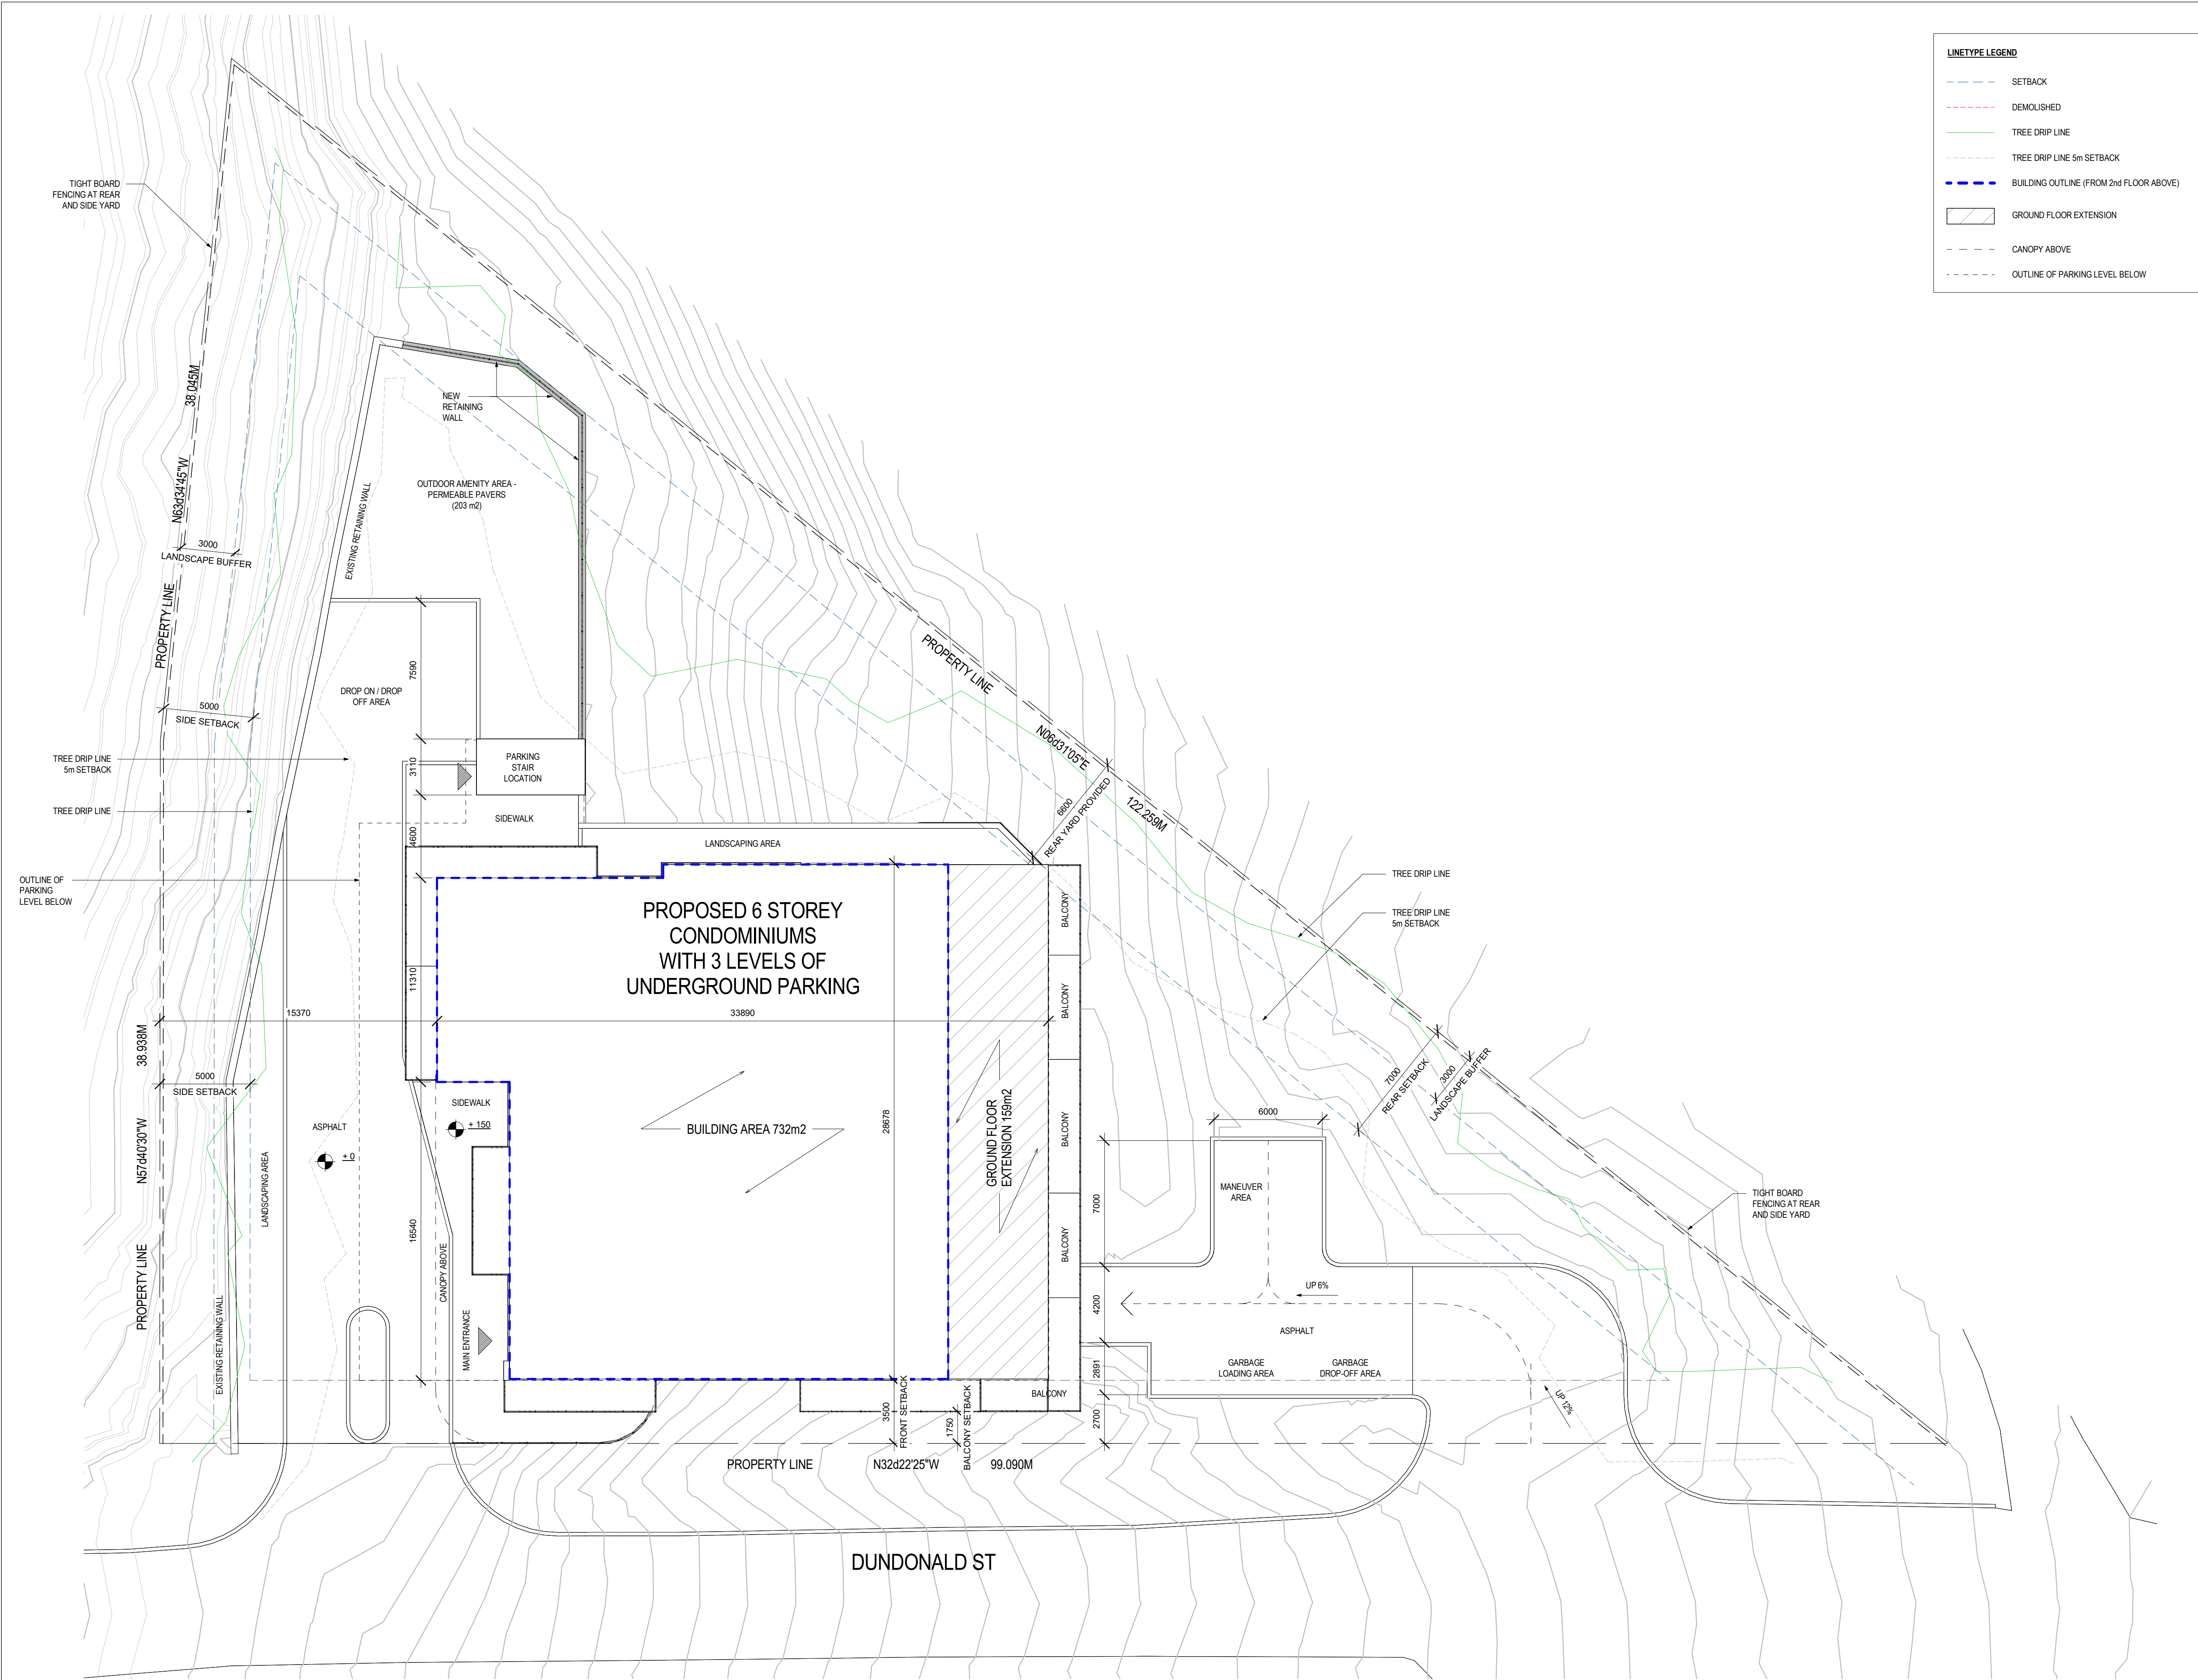 LINETYPE LEGEND
SETBACK
DEMOLISHED
TREE DRIP LINE
TREE DRIP LINE 5m SETBACK
BUILDING OUTLINE (FROM 2nd FLOOR ABOVE)
GROUND FLOOR EXTENSION
CANOPY ABOVE
OUTLINE OF PARKING LEVEL BELOW
TIGHT BOARD
FENCING AT REAR
AND SIDE YARD
38.045M
N63d34'45"W
PROPERTY LINE
NEW
RETAINING
WALL
OUTDOOR AMENITY AREA -
PERMEABLE PAVERS
(203 m2)
EXISTING RETAINING WALL
3000
LANDSCAPE BUFFER
7590
DROP ON / DROP
OFF AREA
5000
SIDE SETBACK
PROPERTY LINE
N06d31'05"E
122.259M
6600
REAR YARD PROVIDED
TREE DRIP LINE
5m SETBACK
3110
PARKING
STAIR
LOCATION
TREE DRIP LINE
SIDEWALK
4600
LANDSCAPING AREA
OUTLINE OF
PARKING
LEVEL BELOW
PROPOSED 6 STOREY
CONDOMINIUMS
WITH 3 LEVELS OF
UNDERGROUND PARKING
BALCONY
TREE DRIP LINE
TREE DRIP LINE
5m SETBACK
11310
BALCONY
15370
33890
38.938M
5000
SIDE SETBACK
N57d40'30"W
PROPERTY LINE
ASPHALT
SIDEWALK
+ 150
+ 0
LANDSCAPING AREA
BUILDING AREA 732m2
28678
GROUND FLOOR
EXTENSION 159m2
BALCONY
7000
REAR SETBACK
3000
LANDSCAPE BUFFER
6000
MANEUVER
AREA
7000
TIGHT BOARD
FENCING AT REAR
AND SIDE YARD
16540
CANOPY ABOVE
MAIN ENTRANCE
EXISTING RETAINING WALL
BALCONY
4200
UP 6%
ASPHALT
2891
GARBAGE
LOADING AREA
GARBAGE
DROP-OFF AREA
UP 12%
BALCONY
3500
FRONT SETBACK
1750
BALCONY SETBACK
2700
PROPERTY LINE
N32d22'25"W
99.090M
DUNDONALD ST